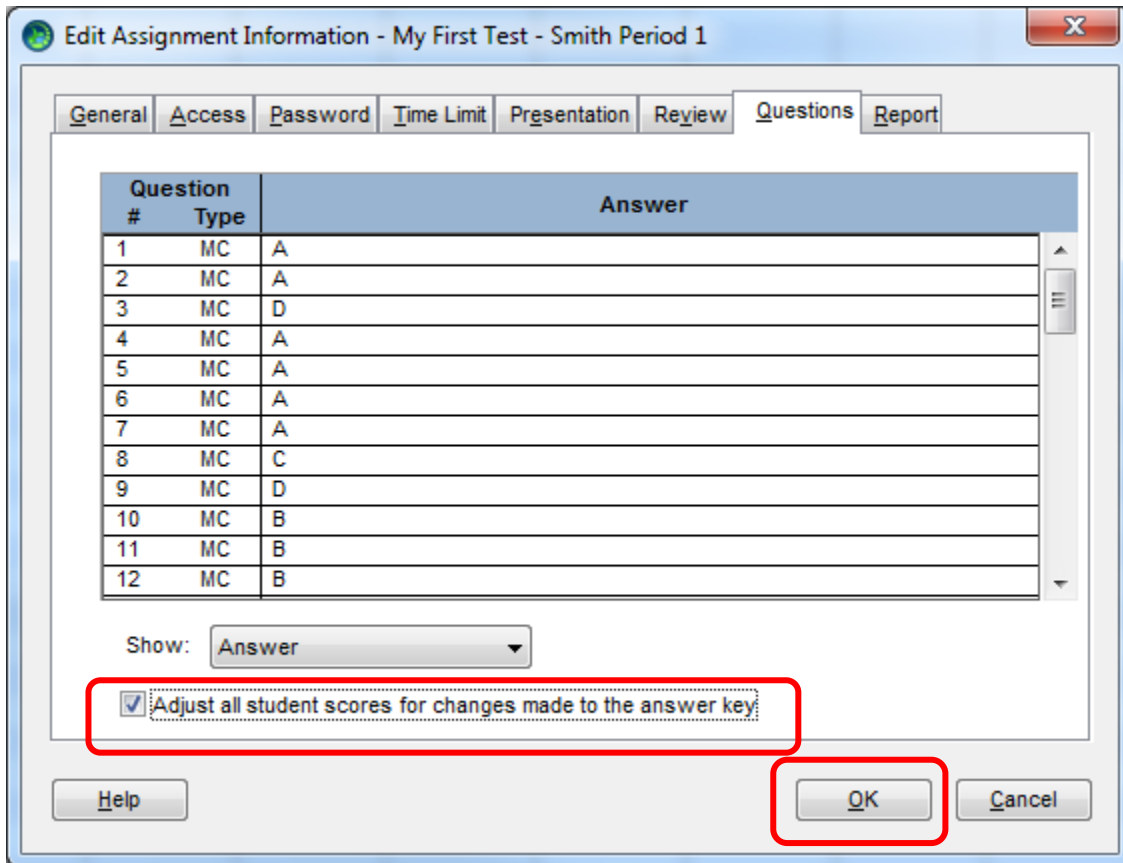 Edit Assignment Information - My First Test - Smith Period 1
General Access Password Time Limit Presentation Review Questions Report
Question
# Type Answer
1 MC A
2 MC A
3 MC D
4 MC A
5 MC A
6 MC A
7 MC A
8 MC C
9 MC D
10 MC B
11 MC B
12 MC B
Show: Answer
Adjust all student scores for changes made to the answer key
Help OK Cancel